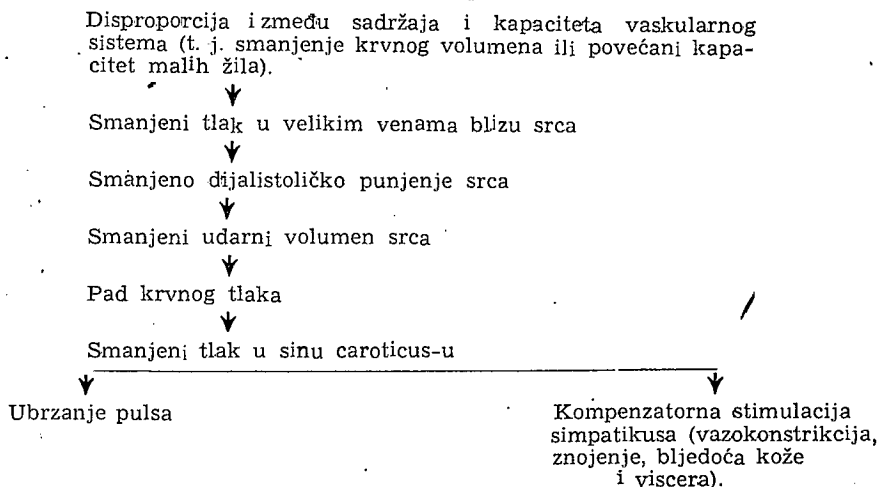 Disproporcija između sadržaja i kapaciteta vaskularnog
sistema (t. j. smanjenje krvnog volumena ili povećani kapa-
citet malih žila).
Smanjeni tlak u velikim venama blizu srca
Smanjeno dijalistoličko punjenje srca
Smanjeni udarni volumen srca
Pad krvnog tlaka
Smanjeni tlak u sinu caroticus-u
Ubrzanje pulsa
Kompenzatorna stimulacija
simpatikusa (vazokonstrikcija,
znojenje, bljedoća kože
i viscera).